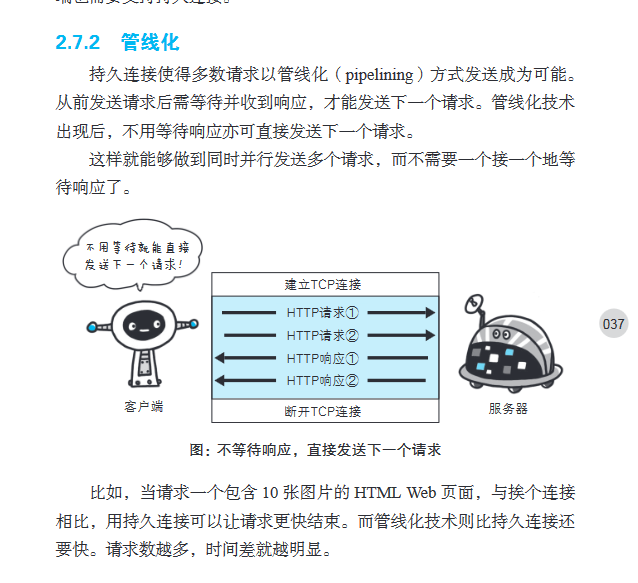 2.7.2 管线化
持久连接使得多数请求以管线化（pipelining）方式发送成为可能。
从前发送请求后需等待并收到响应，才能发送下一个请求。管线化技术
出现后，不用等待响应亦可直接发送下一个请求。
这样就能够做到同时并行发送多个请求，而不需要一个接一个地等
待响应了。
不用等待就能直接
发送下一个请求!
建立TCP连接
HTTP请求①
HTTP请求②
HTTP响应①
HTTP响应②
断开TCP连接
客户端
服务器
037
图：不等待响应，直接发送下一个请求
比如，当请求一个包含 10 张图片的 HTML Web 页面，与挨个连接
相比，用持久连接可以让请求更快结束。而管线化技术则比持久连接还
要快。请求数越多，时间差就越明显。